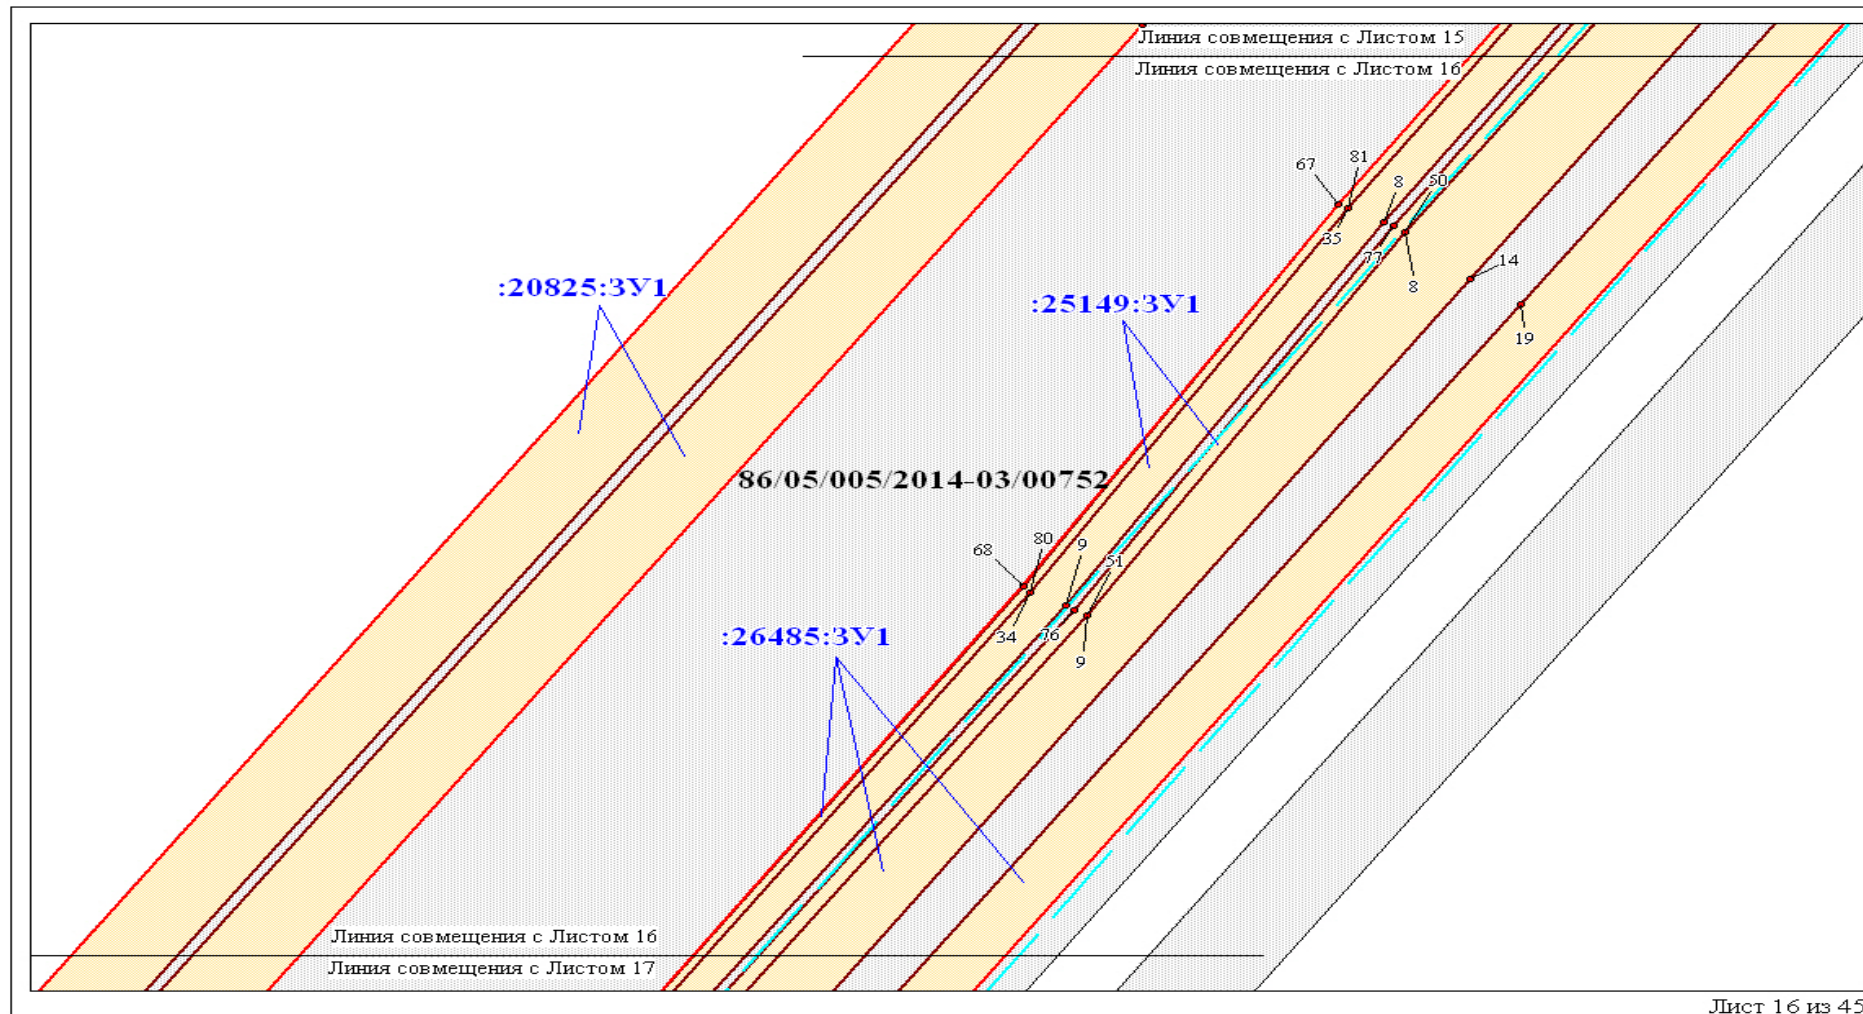 Линия совмещения с Листом 15
Линия совмещения с Листом 16
67
81
8
50
35
77
8
14
19
:20825:ЗУ1
:25149:ЗУ1
86/05/005/2014-03/00752
68
80
9
51
34
76
9
:26485:ЗУ1
Линия совмещения с Листом 16
Линия совмещения с Листом 17
Лист 16 из 45